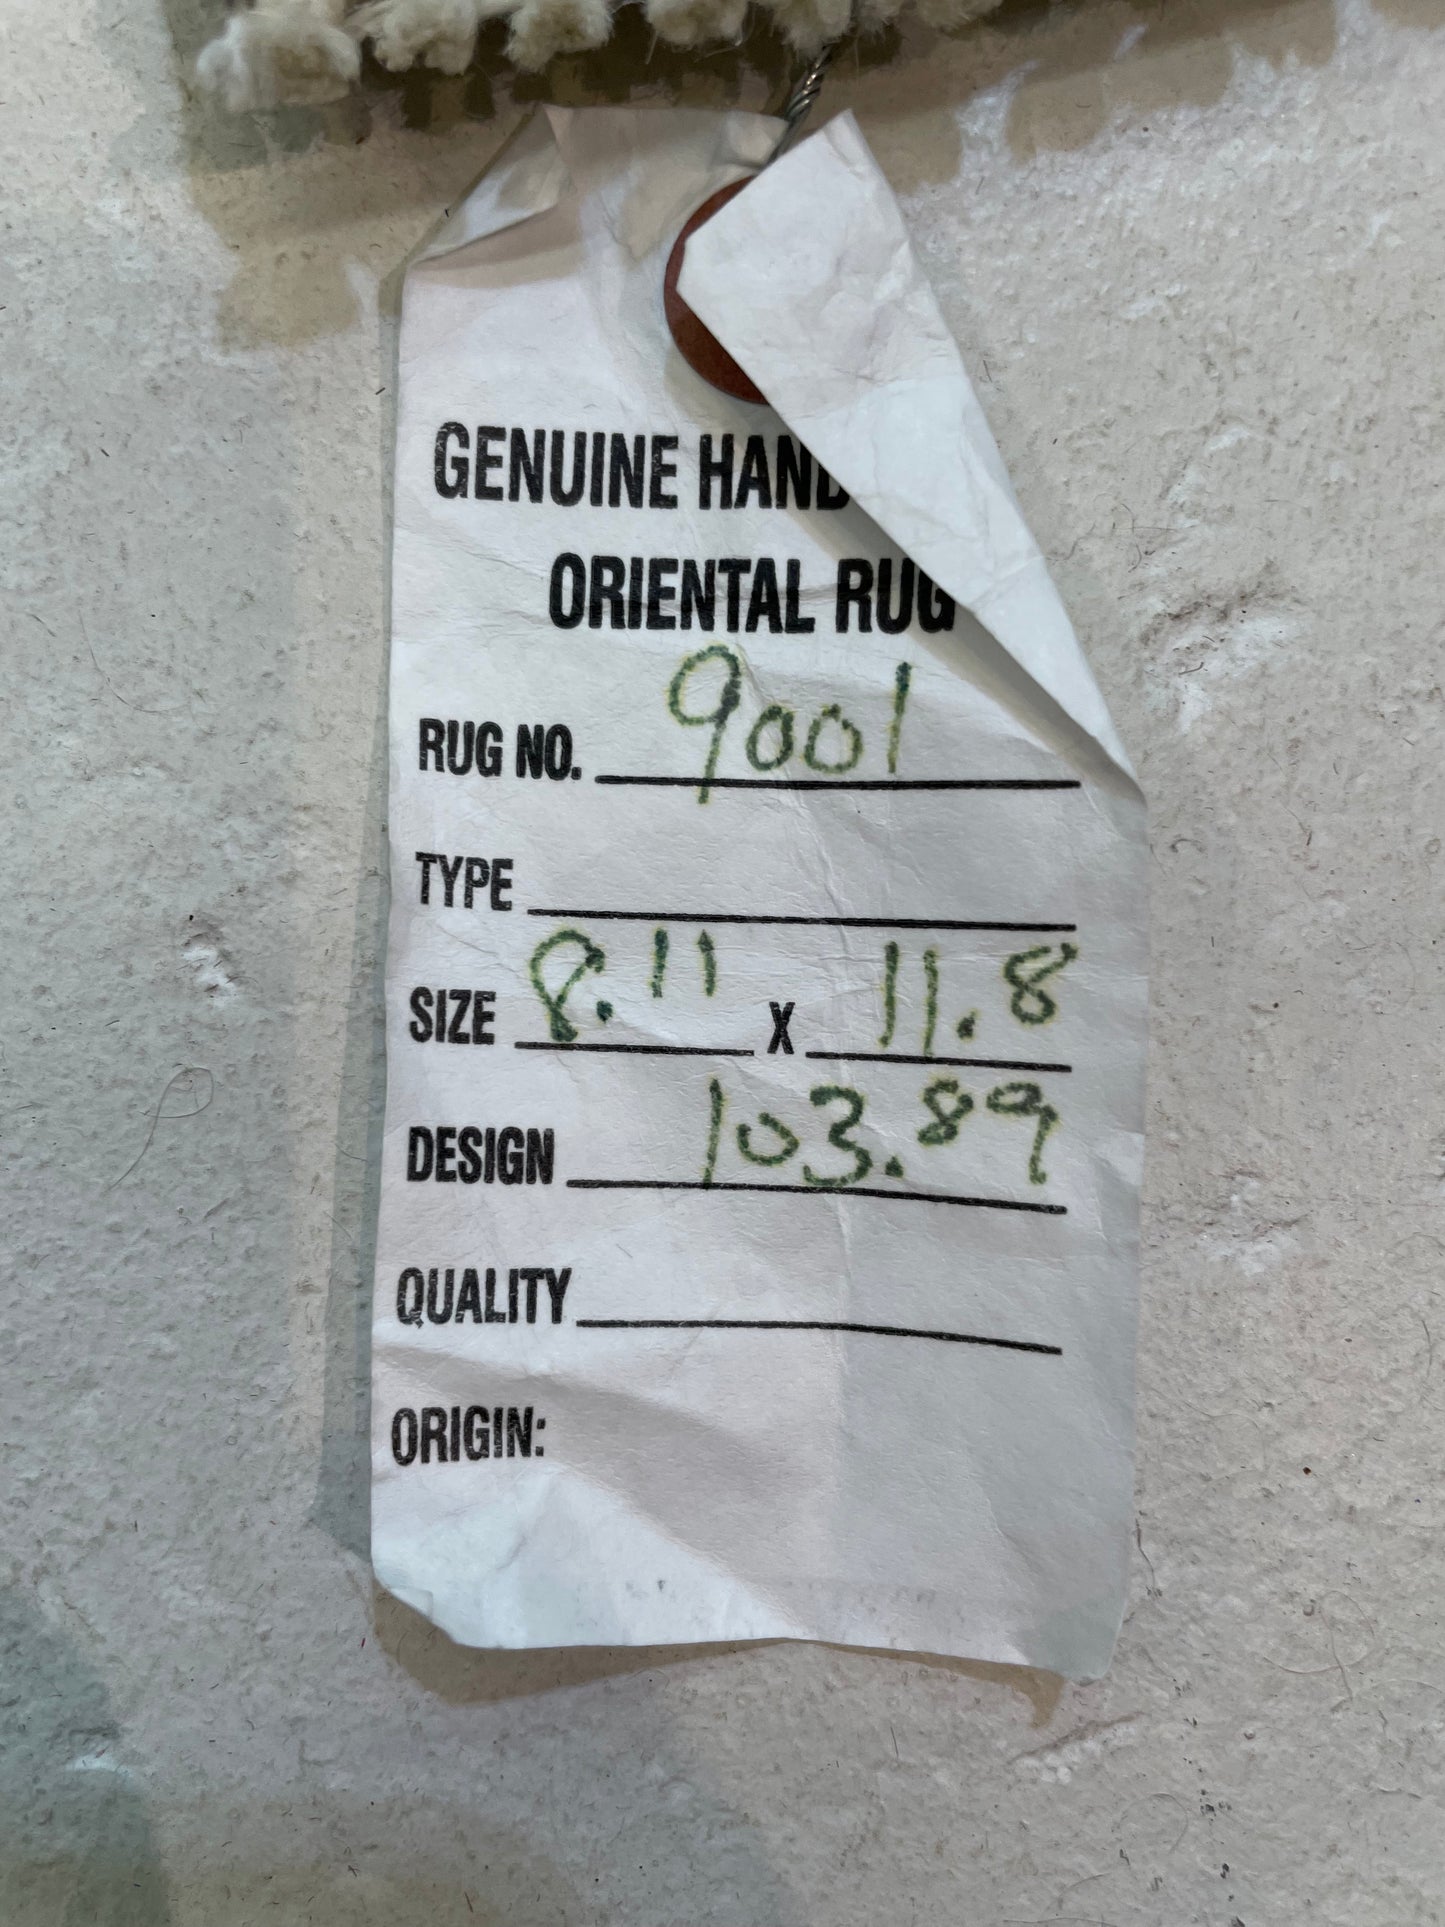 GENUINE HAND
ORIENTAL RUG
RUG NO. 9001
TYPE
SIZE 8.11 X 11.8
DESIGN 103.89
QUALITY
ORIGIN: